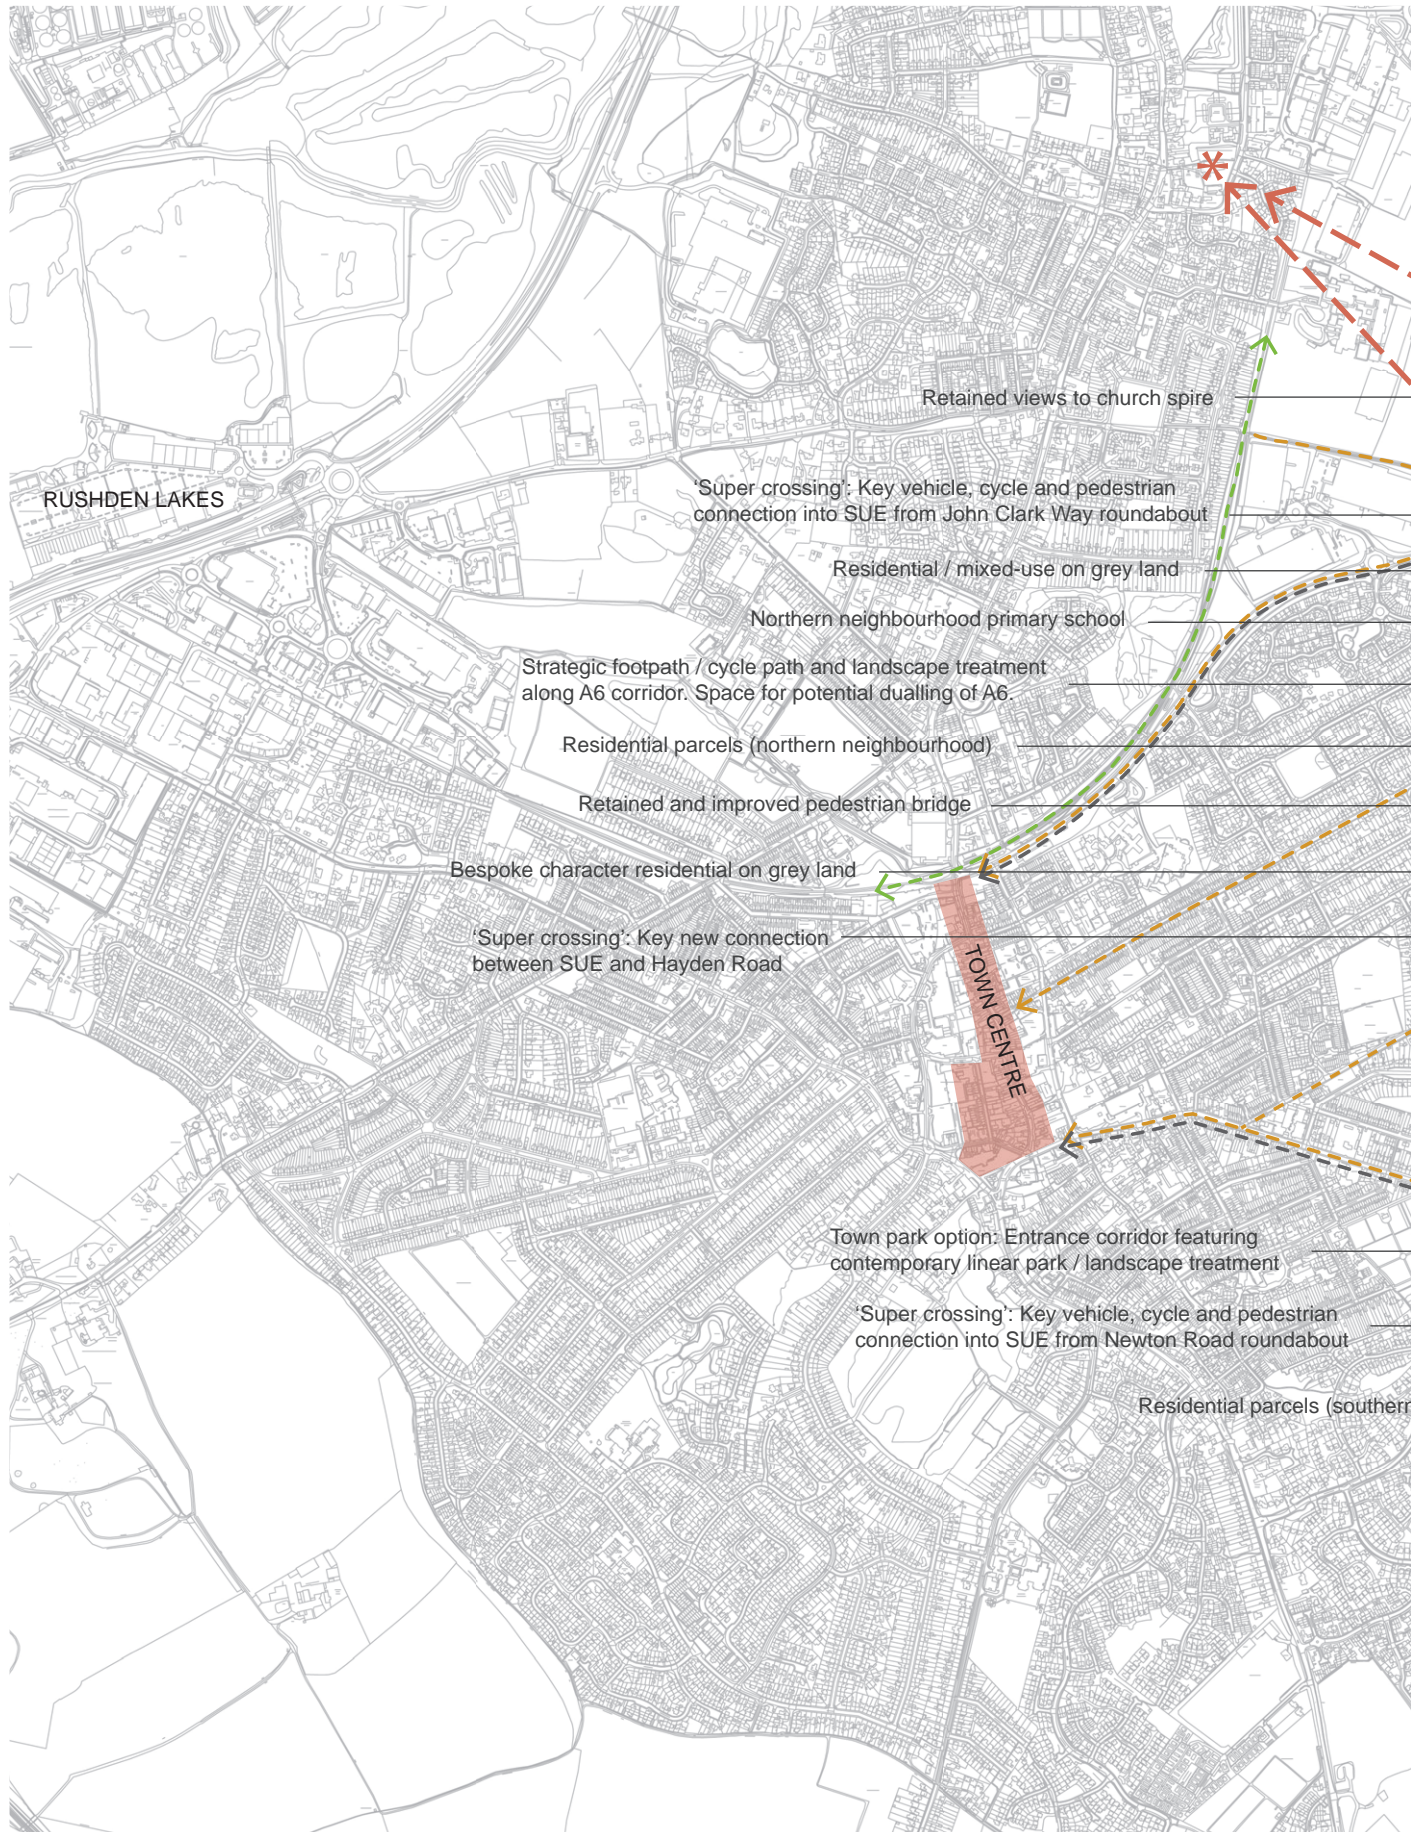 Retained views to church spire
RUSHDEN LAKES
‘Super crossing’: Key vehicle, cycle and pedestrian
connection into SUE from John Clark Way roundabout
Residential / mixed-use on grey land
Northern neighbourhood primary school
Strategic footpath / cycle path and landscape treatment
along A6 corridor. Space for potential dualling of A6.
Residential parcels (northern neighbourhood)
Retained and improved pedestrian bridge
Bespoke character residential on grey land
‘Super crossing’: Key new connection
between SUE and Hayden Road
TOWN CENTRE
Town park option: Entrance corridor featuring
contemporary linear park / landscape treatment
‘Super crossing’: Key vehicle, cycle and pedestrian
connection into SUE from Newton Road roundabout
Residential parcels (southern